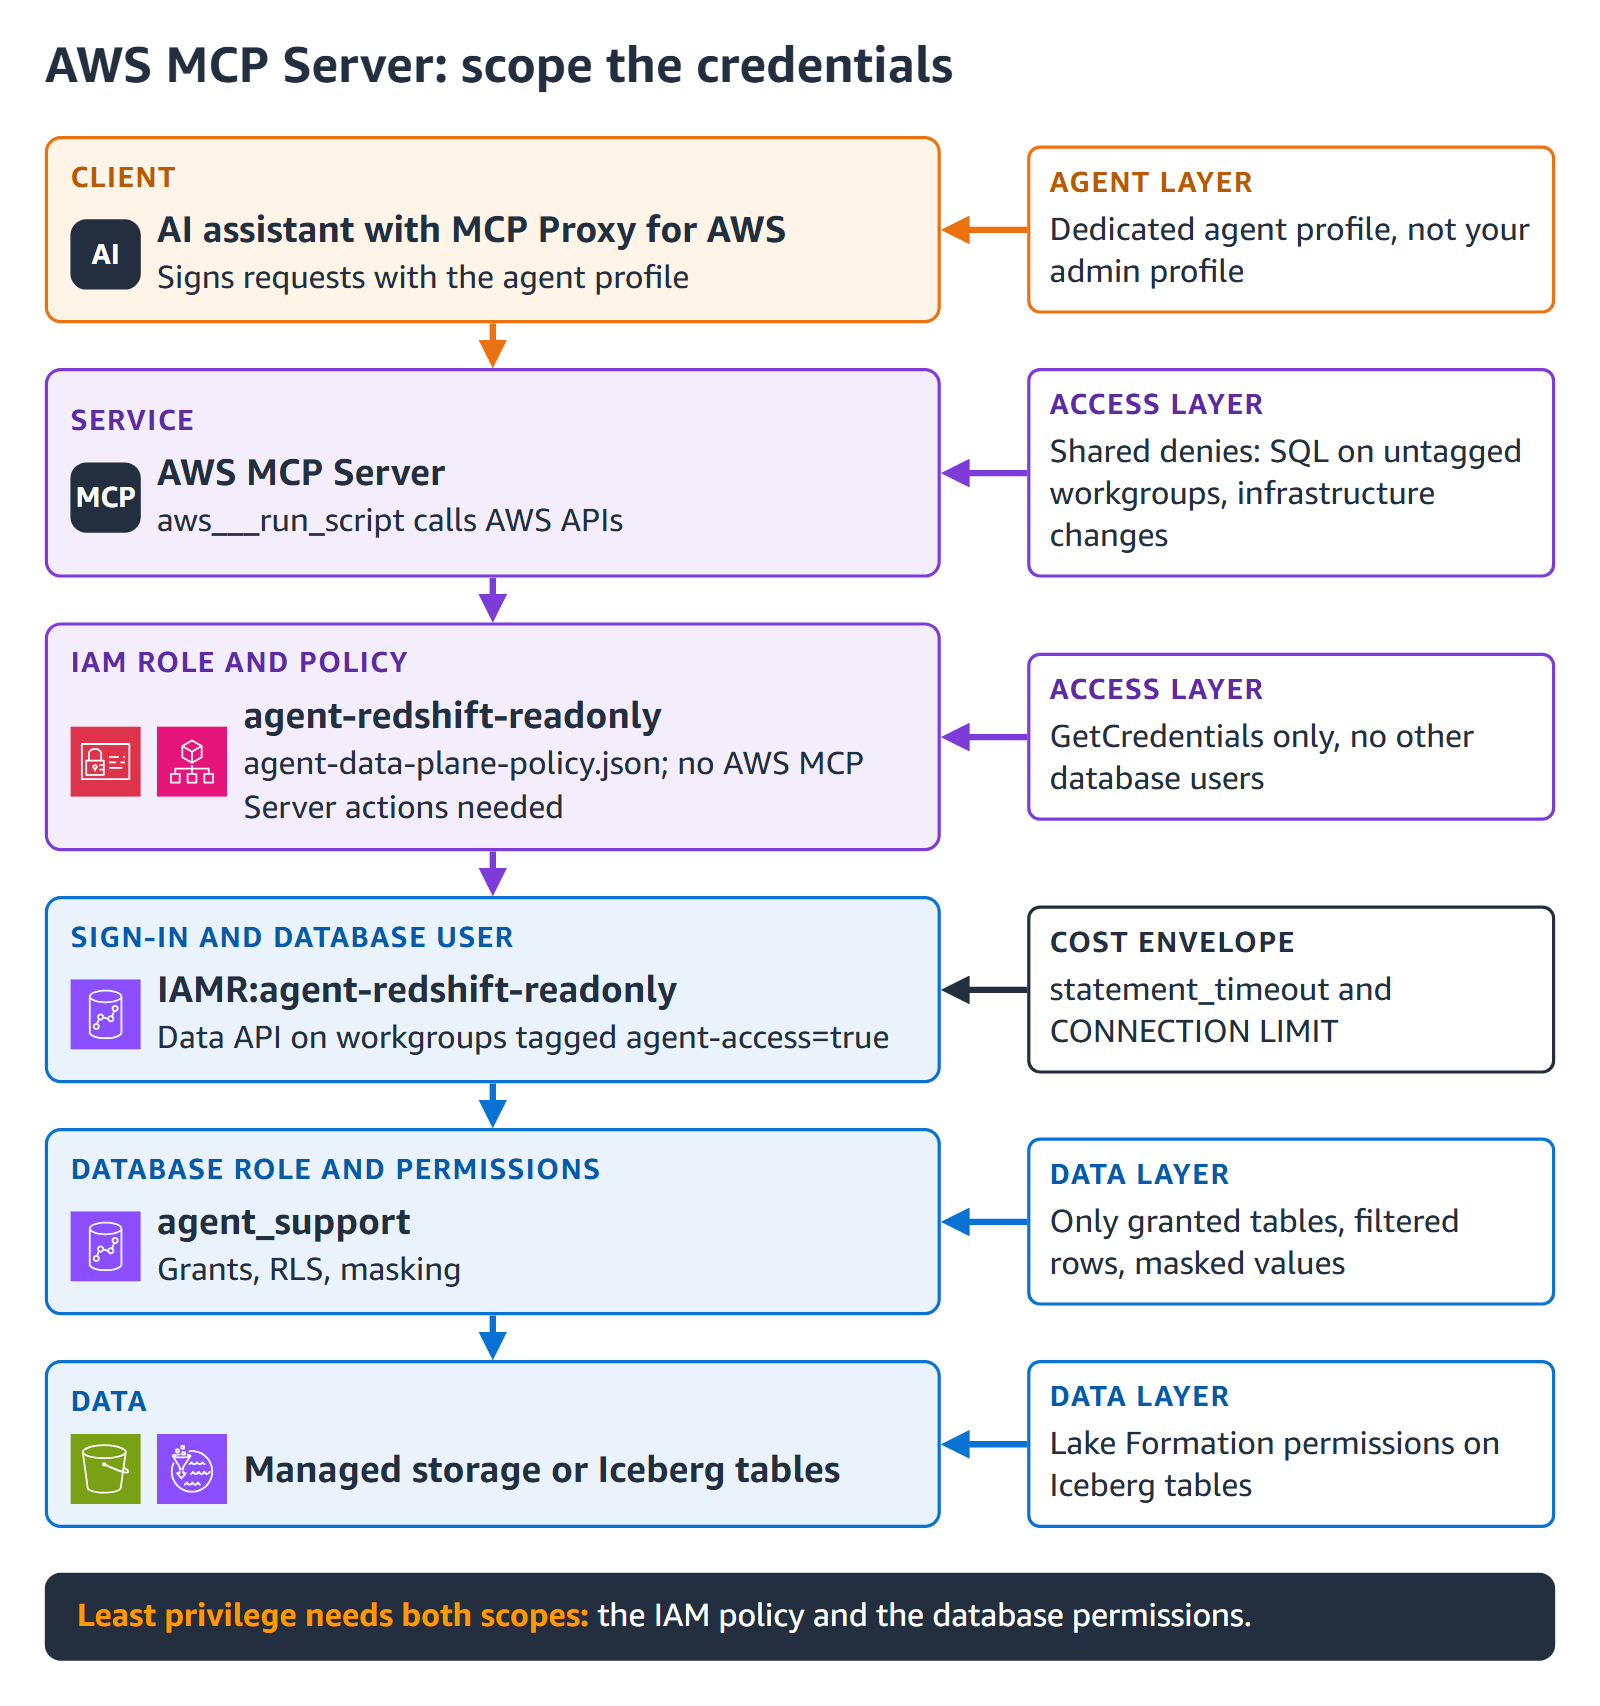 AWS MCP Server: scope the credentials
CLIENT
AI
AI assistant with MCP Proxy for AWS
Signs requests with the agent profile
AGENT LAYER
Dedicated agent profile, not your
admin profile
SERVICE
MCP
AWS MCP Server
aws___run_script calls AWS APIs
ACCESS LAYER
Shared denies: SQL on untagged
workgroups, infrastructure
changes
IAM ROLE AND POLICY
agent-redshift-readonly
agent-data-plane-policy.json; no AWS MCP
Server actions needed
ACCESS LAYER
GetCredentials only, no other
database users
SIGN-IN AND DATABASE USER
IAMR:agent-redshift-readonly
Data API on workgroups tagged agent-access=true
COST ENVELOPE
statement_timeout and
CONNECTION LIMIT
DATABASE ROLE AND PERMISSIONS
agent_support
Grants, RLS, masking
DATA LAYER
Only granted tables, filtered
rows, masked values
DATA
Managed storage or Iceberg tables
DATA LAYER
Lake Formation permissions on
Iceberg tables
Least privilege needs both scopes: the IAM policy and the database permissions.